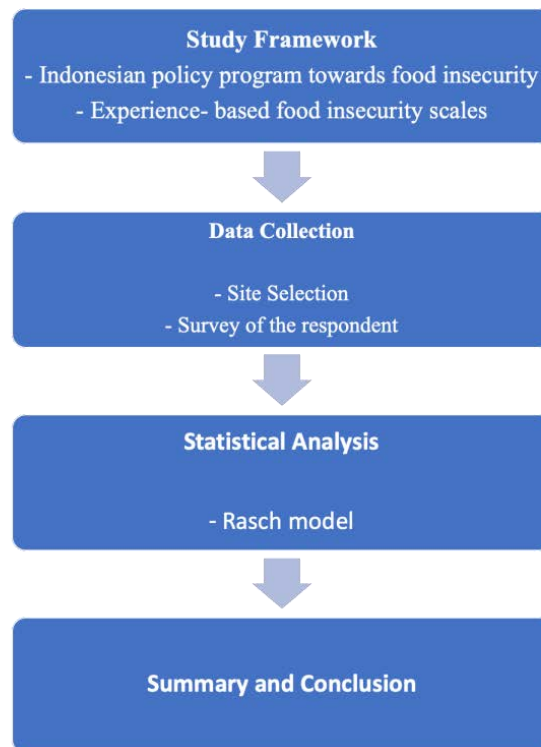 Study Framework
- Indonesian policy program towards food insecurity
- Experience- based food insecurity scales
Data Collection
- Site Selection
- Survey of the respondent
Statistical Analysis
- Rasch model
Summary and Conclusion